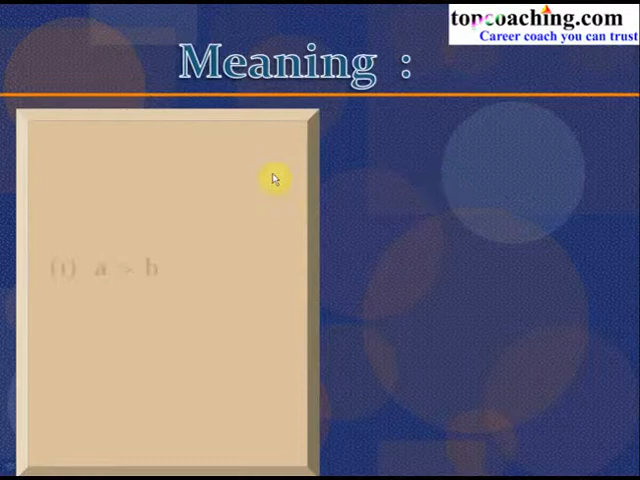 topcoaching.com
Career coach you can trust
Meaning :
(i) a > b